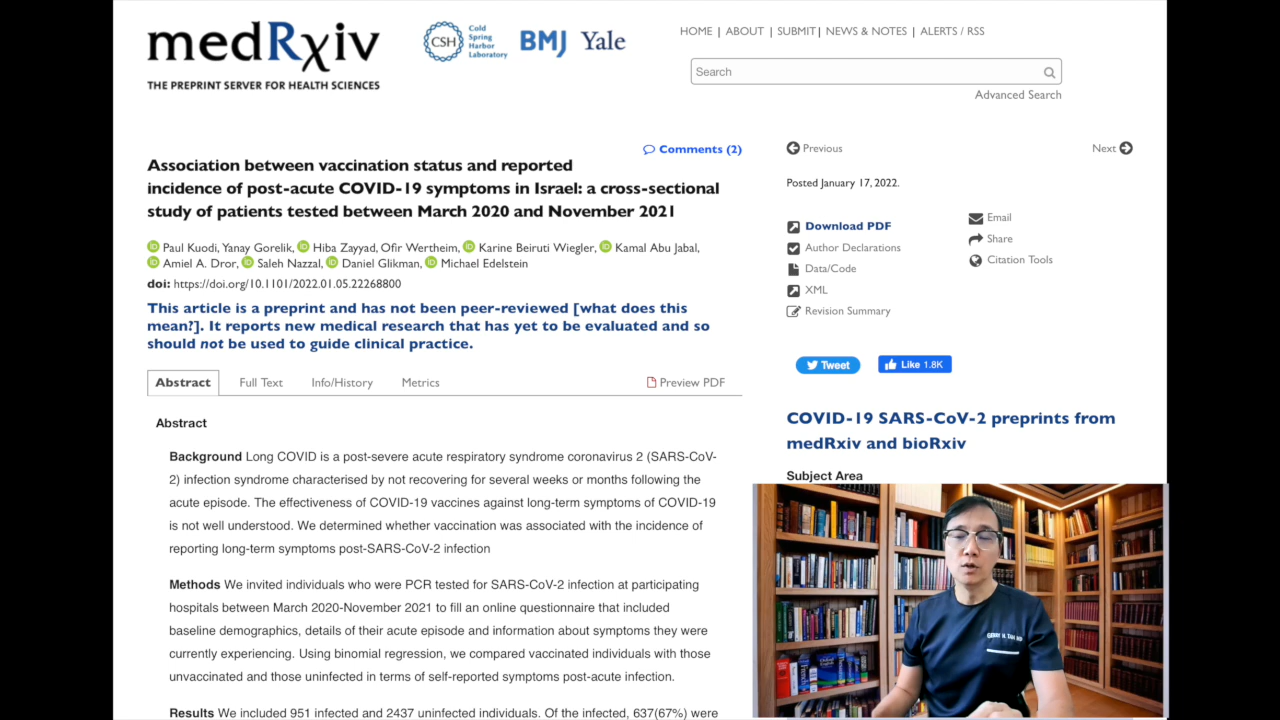 medRxiv
THE PREPRINT SERVER FOR HEALTH SCIENCES
CSH
Cold
Spring
Harbor
Laboratory
BMJ Yale
HOME | ABOUT | SUBMIT | NEWS & NOTES | ALERTS / RSS
Search
Advanced Search
Comments (2)
Association between vaccination status and reported
incidence of post-acute COVID-19 symptoms in Israel: a cross-sectional
study of patients tested between March 2020 and November 2021
iD Paul Kuodi, Yanay Gorelik, iD Hiba Zayyad, Ofir Wertheim, iD Karine Beiruti Wiegler, iD Kamal Abu Jabal,
iD Amiel A. Dror, iD Saleh Nazzal, iD Daniel Glikman, iD Michael Edelstein
doi: https://doi.org/10.1101/2022.01.05.22268800
This article is a preprint and has not been peer-reviewed [what does this
mean?]. It reports new medical research that has yet to be evaluated and so
should not be used to guide clinical practice.
Abstract Full Text Info/History Metrics Preview PDF
Abstract
Background Long COVID is a post-severe acute respiratory syndrome coronavirus 2 (SARS-CoV-
2) infection syndrome characterised by not recovering for several weeks or months following the
acute episode. The effectiveness of COVID-19 vaccines against long-term symptoms of COVID-19
is not well understood. We determined whether vaccination was associated with the incidence of
reporting long-term symptoms post-SARS-CoV-2 infection
Methods We invited individuals who were PCR tested for SARS-CoV-2 infection at participating
hospitals between March 2020-November 2021 to fill an online questionnaire that included
baseline demographics, details of their acute episode and information about symptoms they were
currently experiencing. Using binomial regression, we compared vaccinated individuals with those
unvaccinated and those uninfected in terms of self-reported symptoms post-acute infection.
Results We included 951 infected and 2437 uninfected individuals. Of the infected, 637(67%) were
Previous Next
Posted January 17, 2022.
Download PDF
Author Declarations
Data/Code
XML
Revision Summary
Email
Share
Citation Tools
Tweet
Like 1.8K
COVID-19 SARS-CoV-2 preprints from
medRxiv and bioRxiv
Subject Area